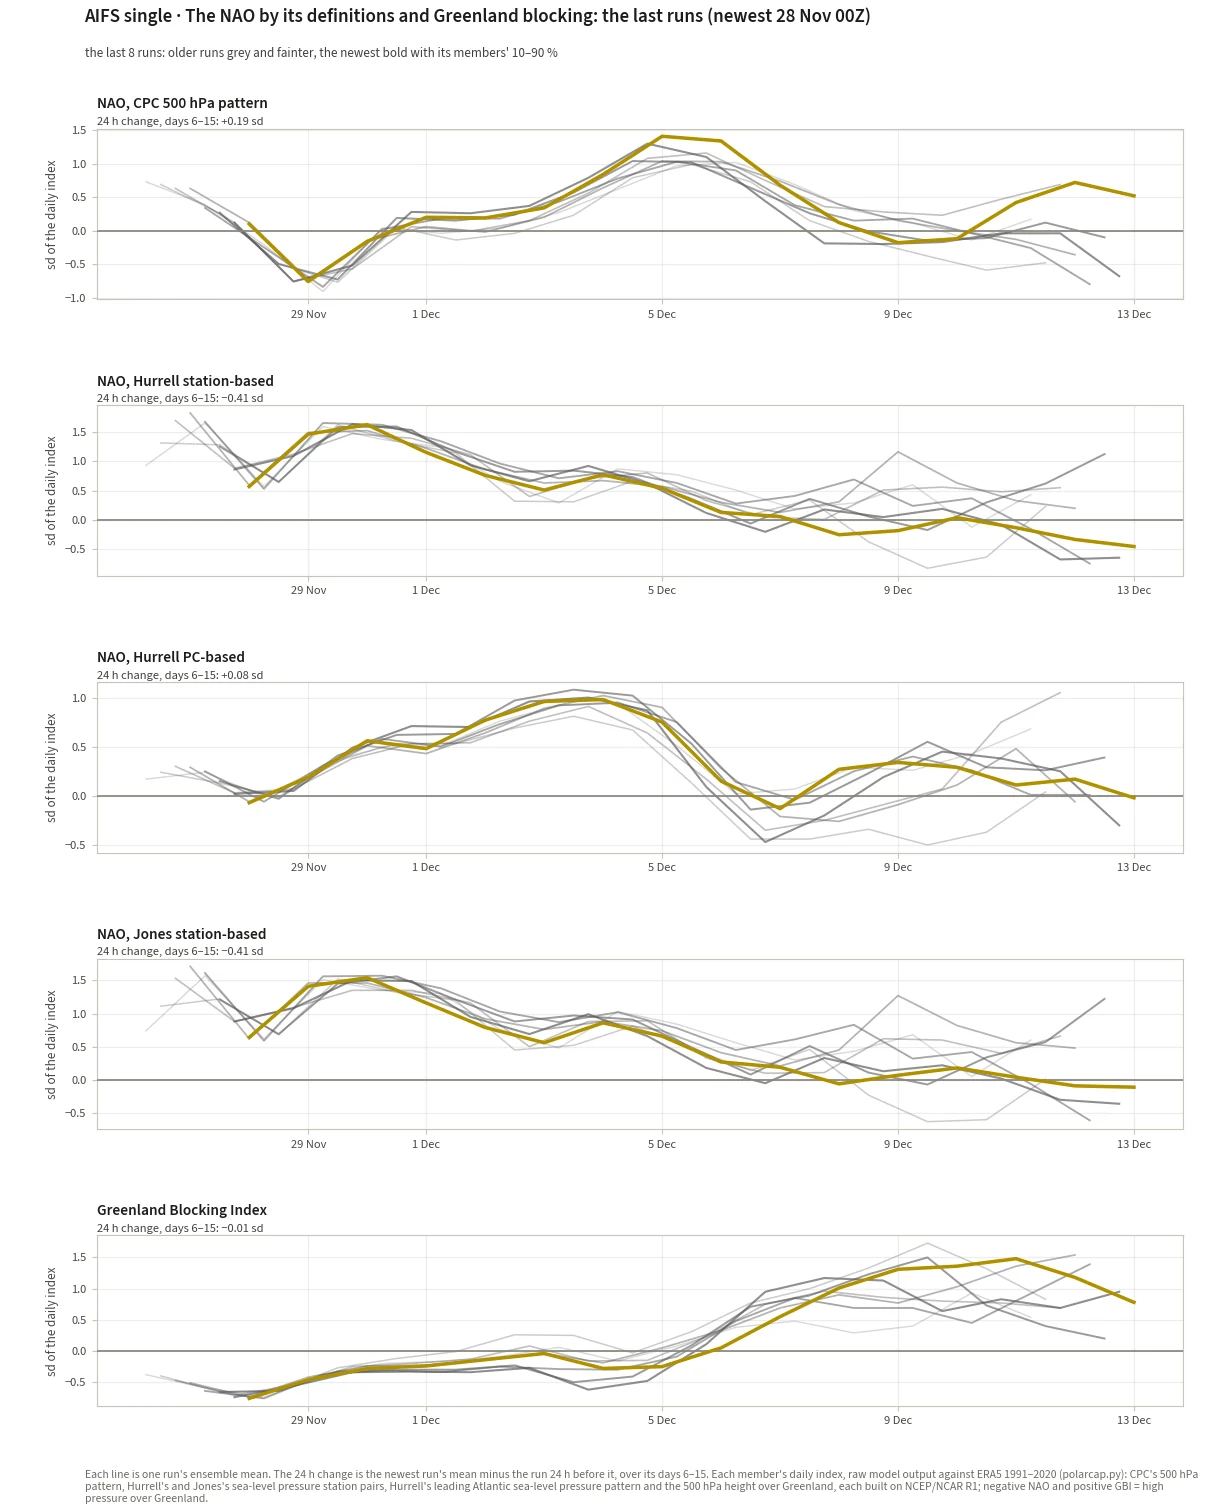 AIFS single · The NAO by its definitions and Greenland blocking: the last runs (newest 28 Nov 00Z)
the last 8 runs: older runs grey and fainter, the newest bold with its members' 10–90 %
NAO, CPC 500 hPa pattern
24 h change, days 6–15: +0.19 sd
sd of the daily index
1.5
1.0
0.5
0.0
−0.5
−1.0
29 Nov 1 Dec 5 Dec 9 Dec 13 Dec
NAO, Hurrell station-based
24 h change, days 6–15: −0.41 sd
sd of the daily index
1.5
1.0
0.5
0.0
−0.5
29 Nov 1 Dec 5 Dec 9 Dec 13 Dec
NAO, Hurrell PC-based
24 h change, days 6–15: +0.08 sd
sd of the daily index
1.0
0.5
0.0
−0.5
29 Nov 1 Dec 5 Dec 9 Dec 13 Dec
NAO, Jones station-based
24 h change, days 6–15: −0.41 sd
sd of the daily index
1.5
1.0
0.5
0.0
−0.5
29 Nov 1 Dec 5 Dec 9 Dec 13 Dec
Greenland Blocking Index
24 h change, days 6–15: −0.01 sd
sd of the daily index
1.5
1.0
0.5
0.0
−0.5
29 Nov 1 Dec 5 Dec 9 Dec 13 Dec
Each line is one run's ensemble mean. The 24 h change is the newest run's mean minus the run 24 h before it, over its days 6–15. Each member's daily index, raw model output against ERA5 1991–2020 (polarcap.py): CPC's 500 hPa
pattern, Hurrell's and Jones's sea-level pressure station pairs, Hurrell's leading Atlantic sea-level pressure pattern and the 500 hPa height over Greenland, each built on NCEP/NCAR R1; negative NAO and positive GBI = high
pressure over Greenland.